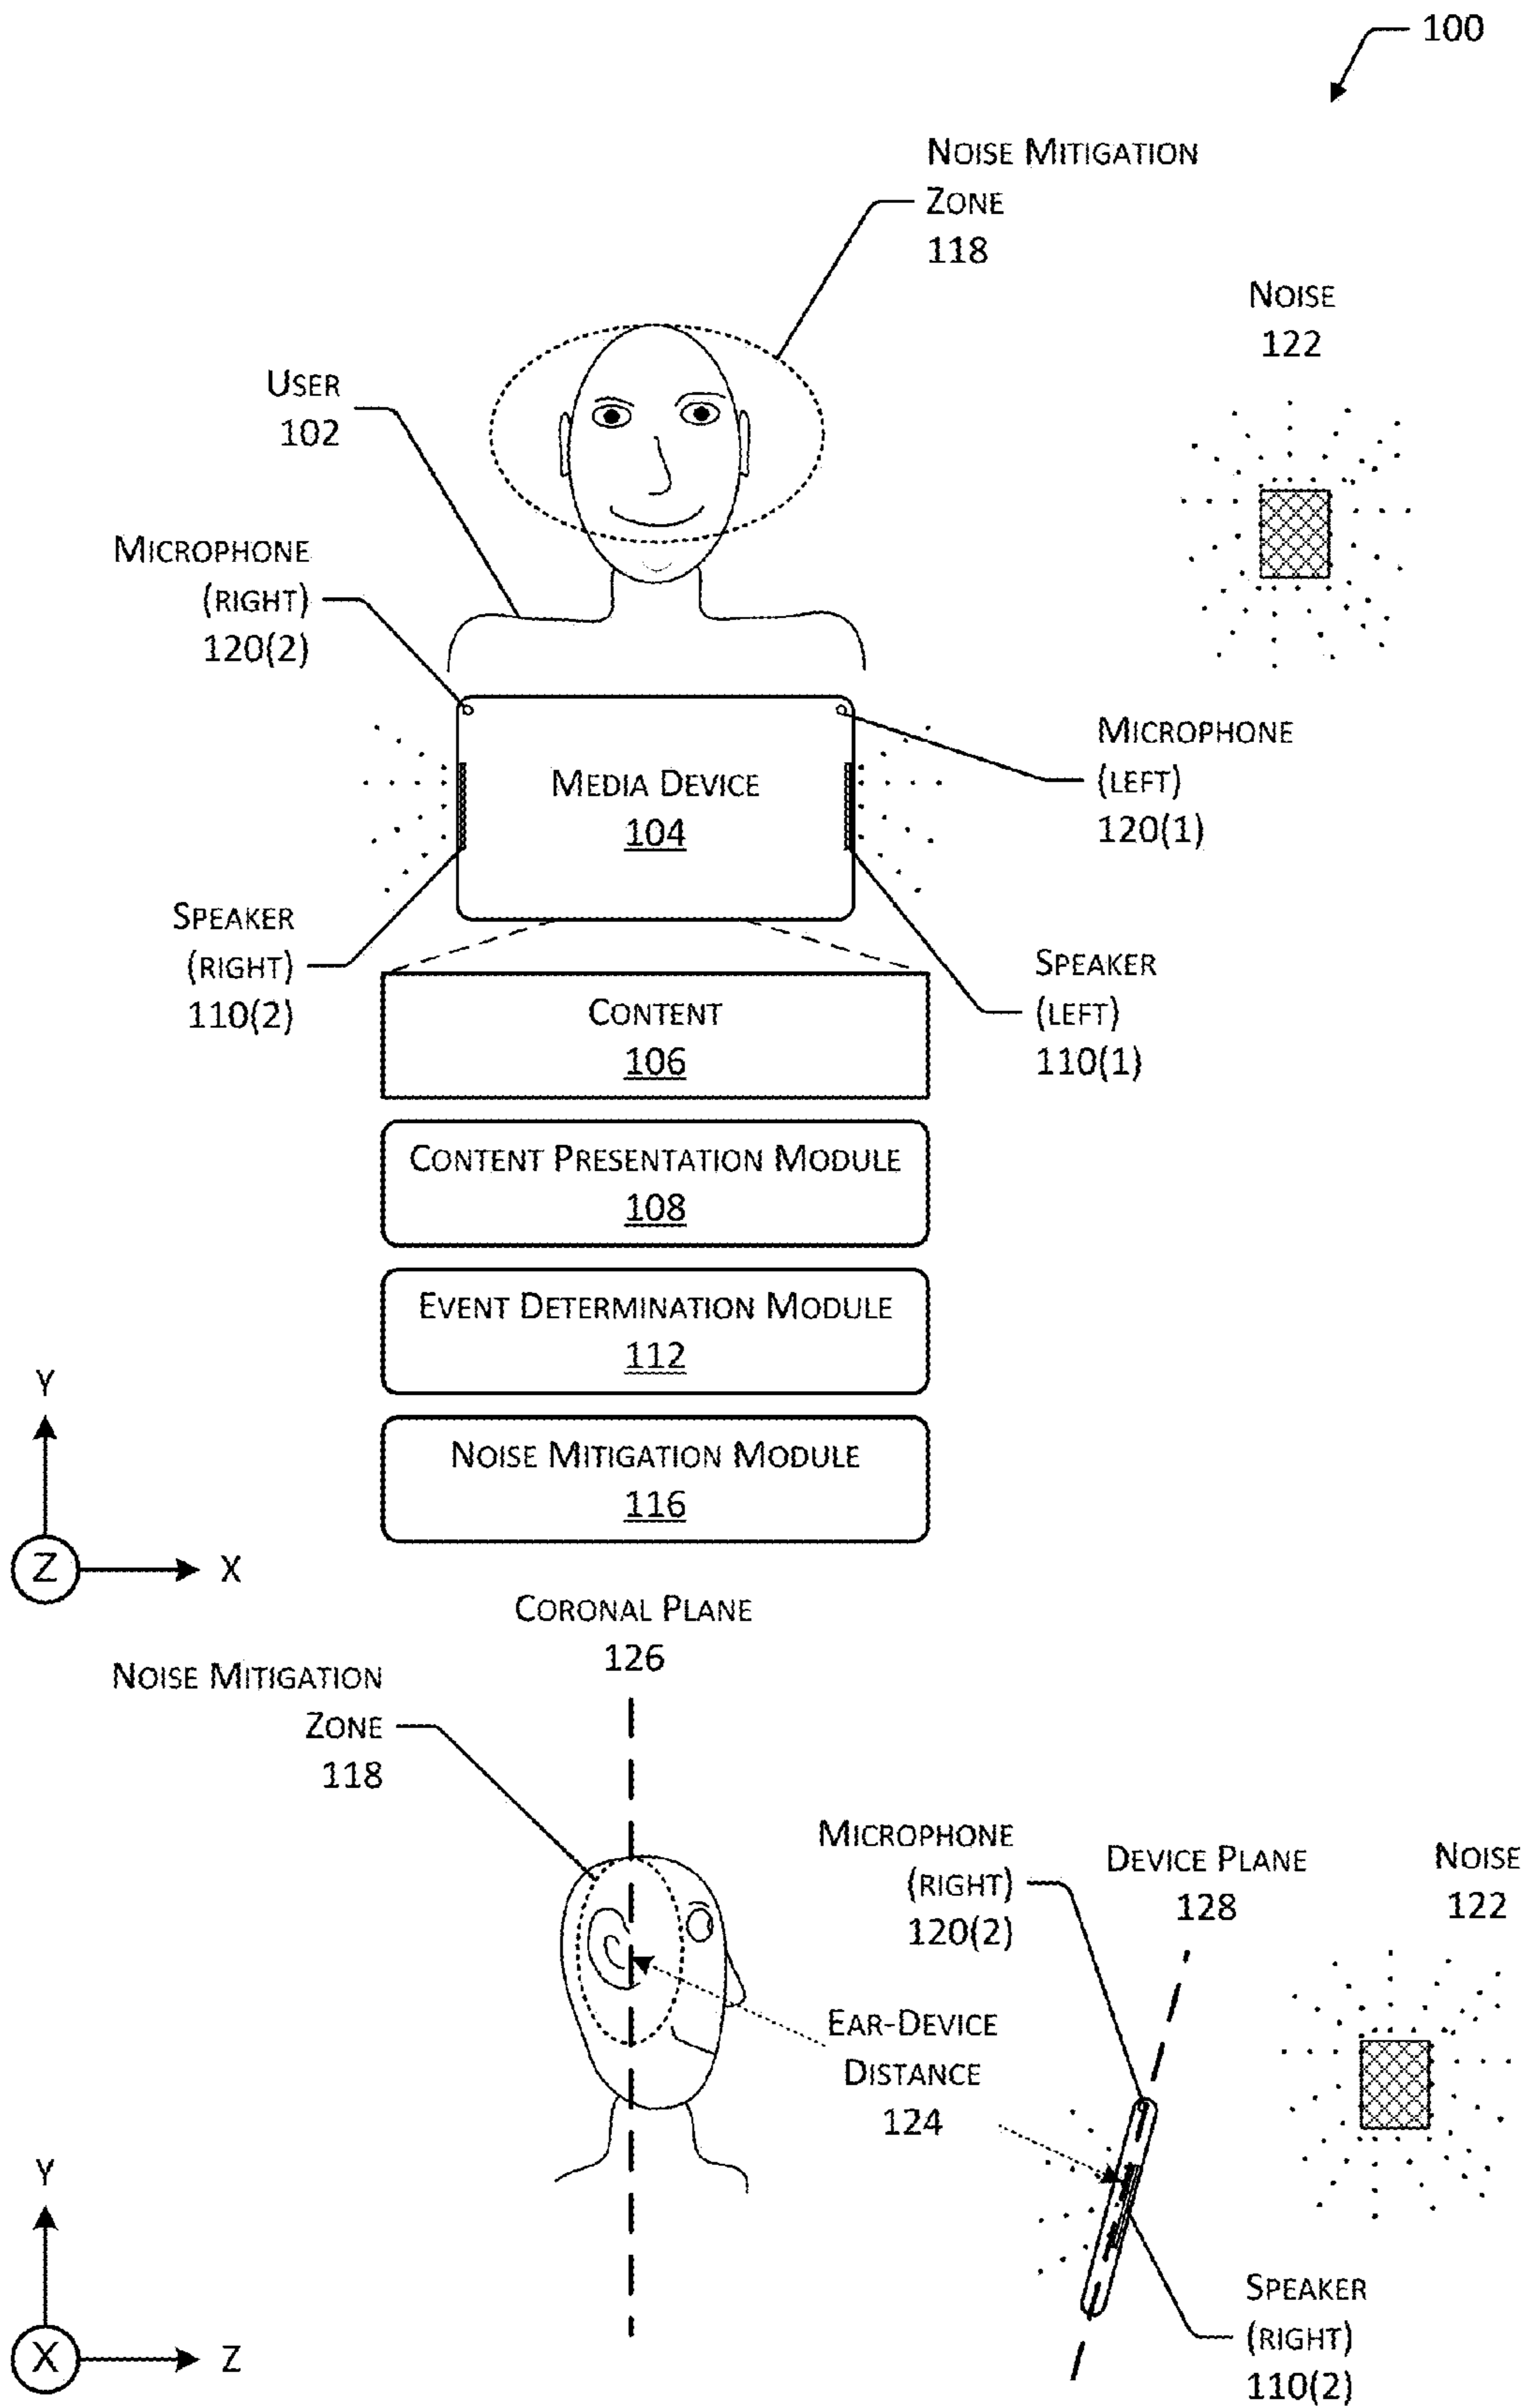 100
Noise Mitigation
Zone
118
Noise
122
User
102
Microphone
(right)
120(2)
Microphone
(left)
120(1)
Media Device
104
Speaker
(right)
110(2)
Speaker
(left)
110(1)
Content
106
Content Presentation Module
108
Event Determination Module
112
Noise Mitigation Module
116
Y
Z
X
Coronal Plane
126
Noise Mitigation
Zone
118
Microphone
(right)
120(2)
Device Plane
128
Noise
122
Ear-Device
Distance
124
Speaker
(right)
110(2)
Y
X
Z